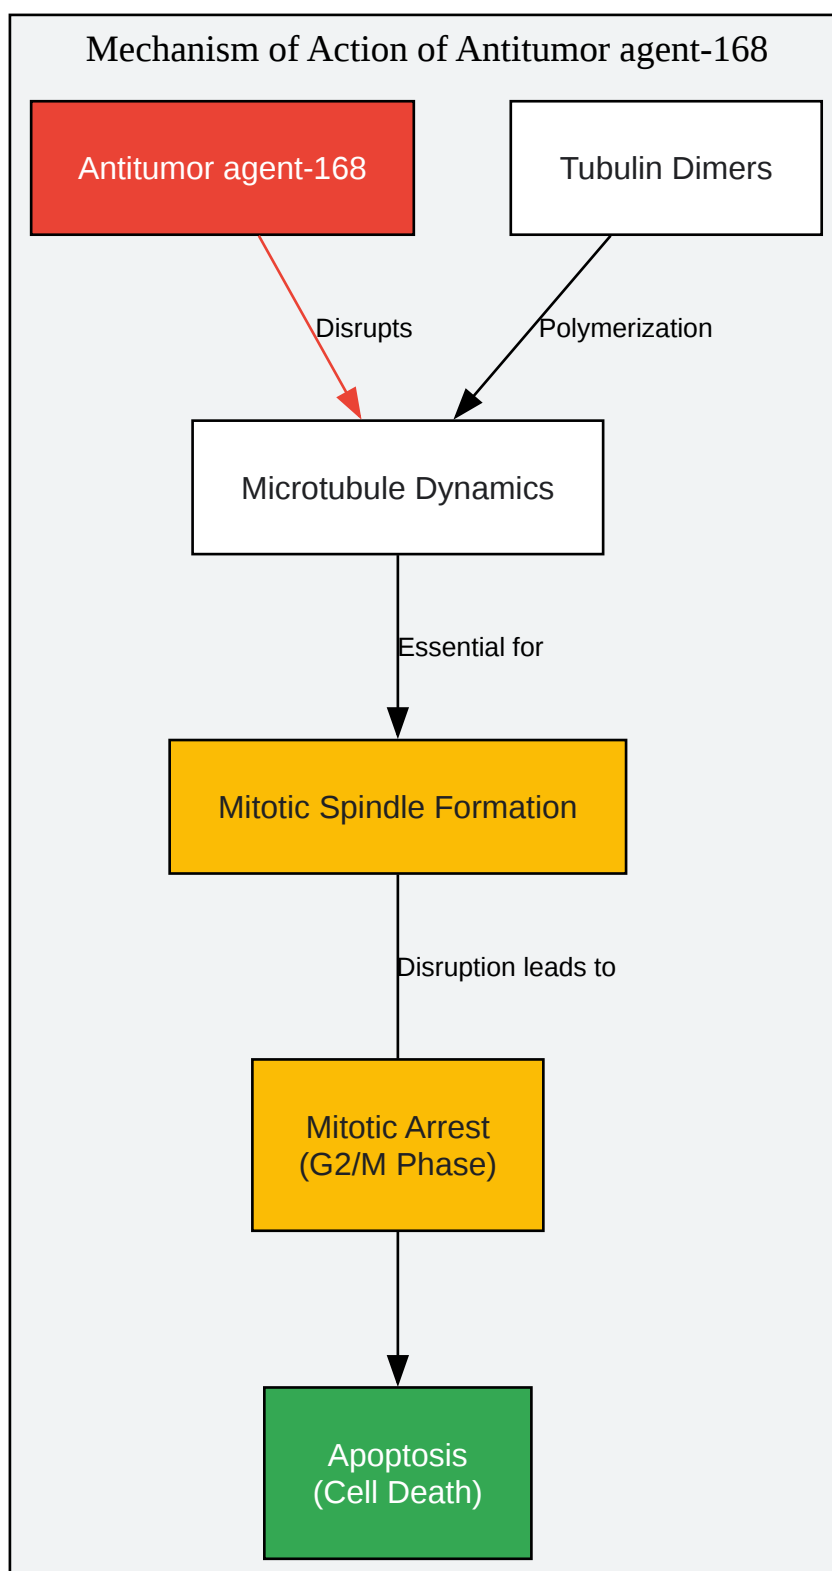 Mechanism of Action of Antitumor agent-168
Antitumor agent-168
Tubulin Dimers
Disrupts
Polymerization
Microtubule Dynamics
Essential for
Mitotic Spindle Formation
Disruption leads to
Mitotic Arrest
(G2/M Phase)
Apoptosis
(Cell Death)